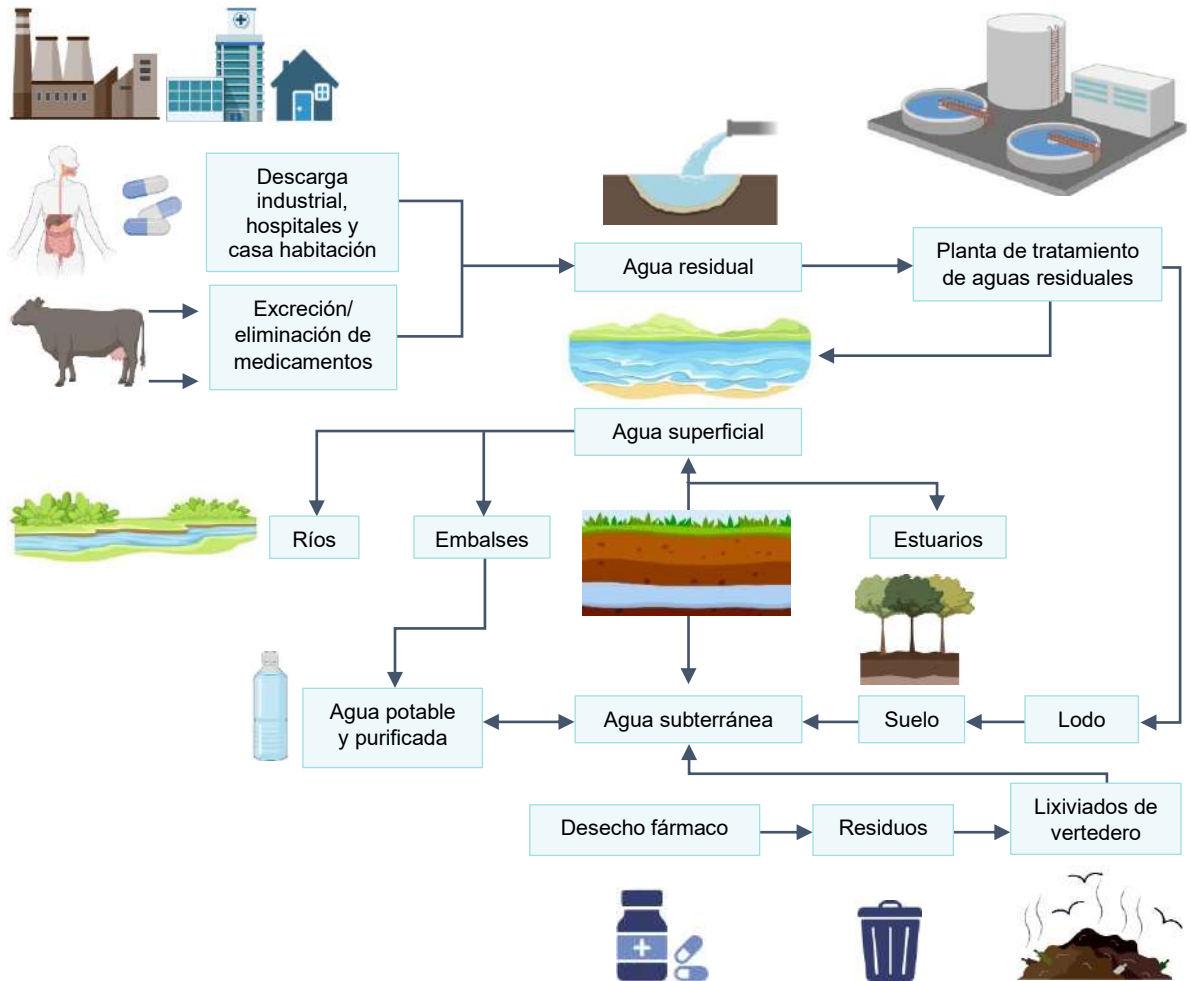 Descarga
industrial,
hospitales y
casa habitación
Agua residual
Planta de tratamiento
de aguas residuales
Excreción/
eliminación de
medicamentos
Agua superficial
Ríos
Embalses
Estuarios
Agua potable
y purificada
Agua subterránea
Suelo
Lodo
Desecho fármaco
Residuos
Lixiviados de
vertedero